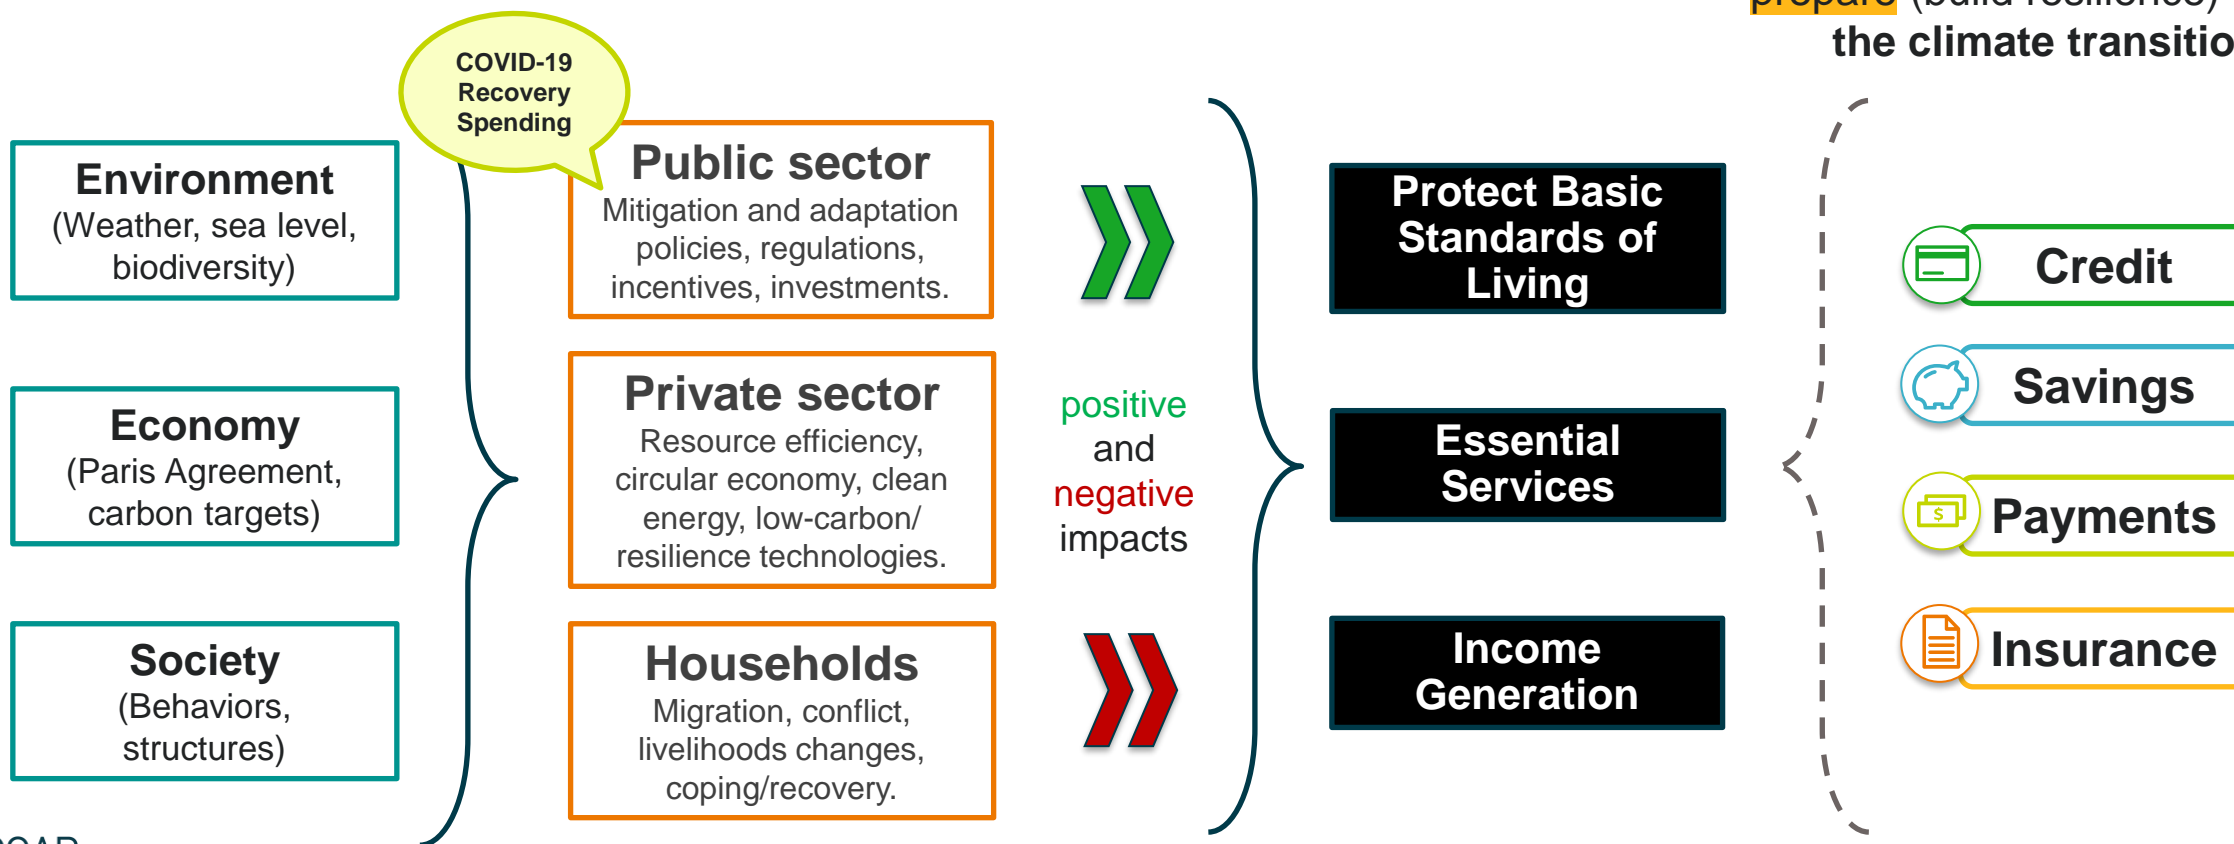 prepare (build resilience)
the climate transitio
COVID-19
Recovery
Spending
Environment
(Weather, sea level,
biodiversity)
Economy
(Paris Agreement,
carbon targets)
Society
(Behaviors,
structures)
Public sector
Mitigation and adaptation
policies, regulations,
incentives, investments.
Private sector
Resource efficiency,
circular economy, clean
energy, low-carbon/
resilience technologies.
Households
Migration, conflict,
livelihoods changes,
coping/recovery.
positive
and
negative
impacts
Protect Basic
Standards of
Living
Essential
Services
Income
Generation
Credit
Savings
$
Payments
Insurance